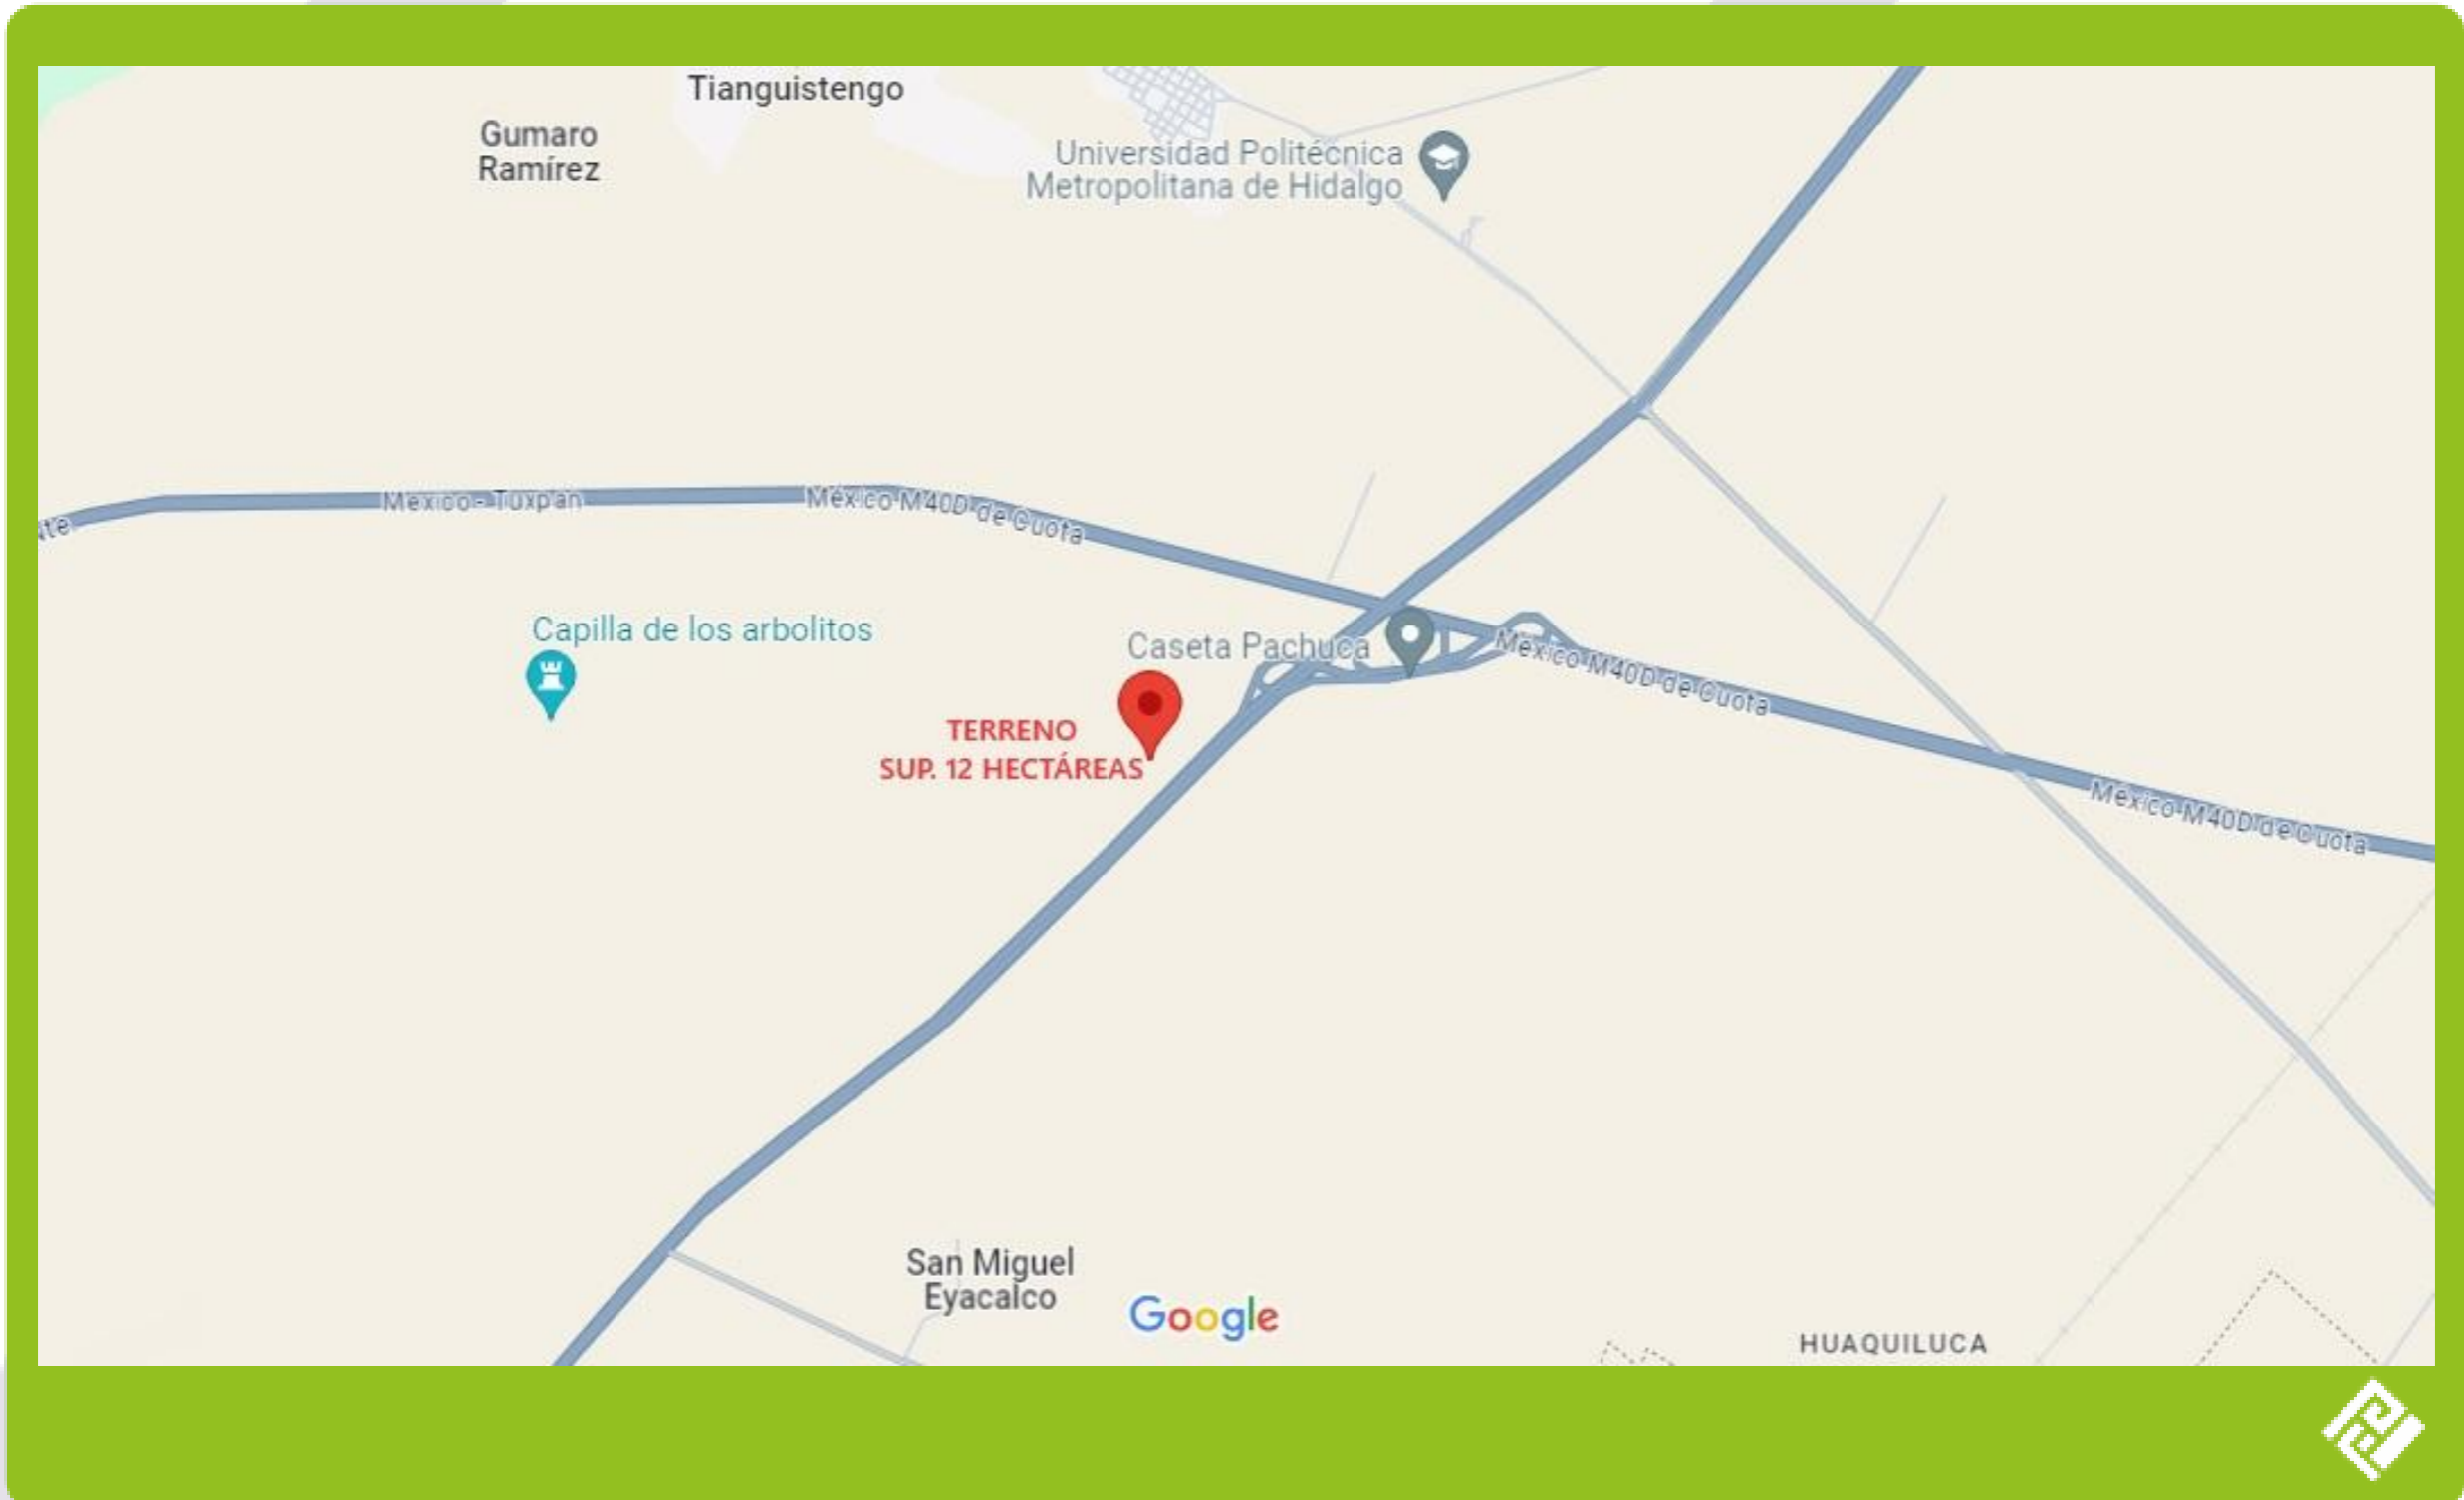 Tianguistengo
Gumaro
Ramírez
Universidad Politécnica
Metropolitana de Hidalgo
México - Tuxpan
México M40D de Cuota
Capilla de los arbolitos
Caseta Pachuca
México M40D de Cuota
TERRENO
SUP. 12 HECTÁREAS
México M40D de Cuota
San Miguel
Eyacalco
Google
HUAQUILUCA